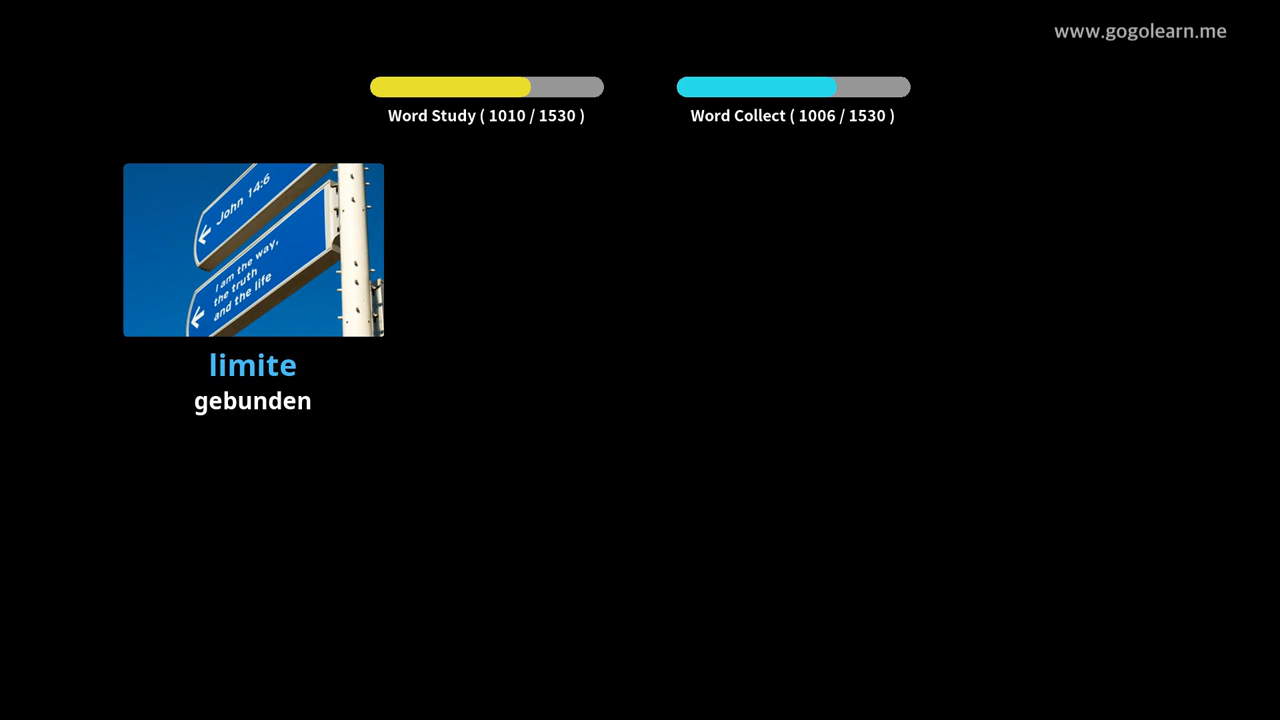 www.gogolearn.me
Word Study ( 1010 / 1530 )
Word Collect ( 1006 / 1530 )
John 14:6
I am the way,
the truth
and the life
limite
gebunden